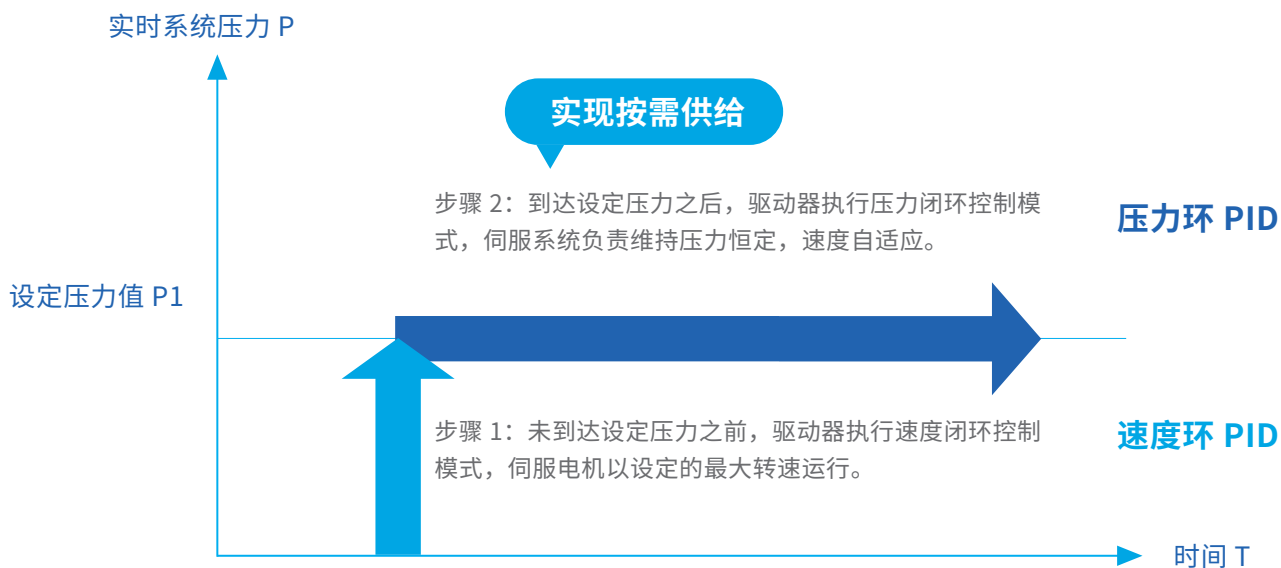 实时系统压力 P
实现按需供给
步骤 2：到达设定压力之后，驱动器执行压力闭环控制模
式，伺服系统负责维持压力恒定，速度自适应。
压力环 PID
设定压力值 P1
步骤 1：未到达设定压力之前，驱动器执行速度闭环控制
模式，伺服电机以设定的最大转速运行。
速度环 PID
时间 T